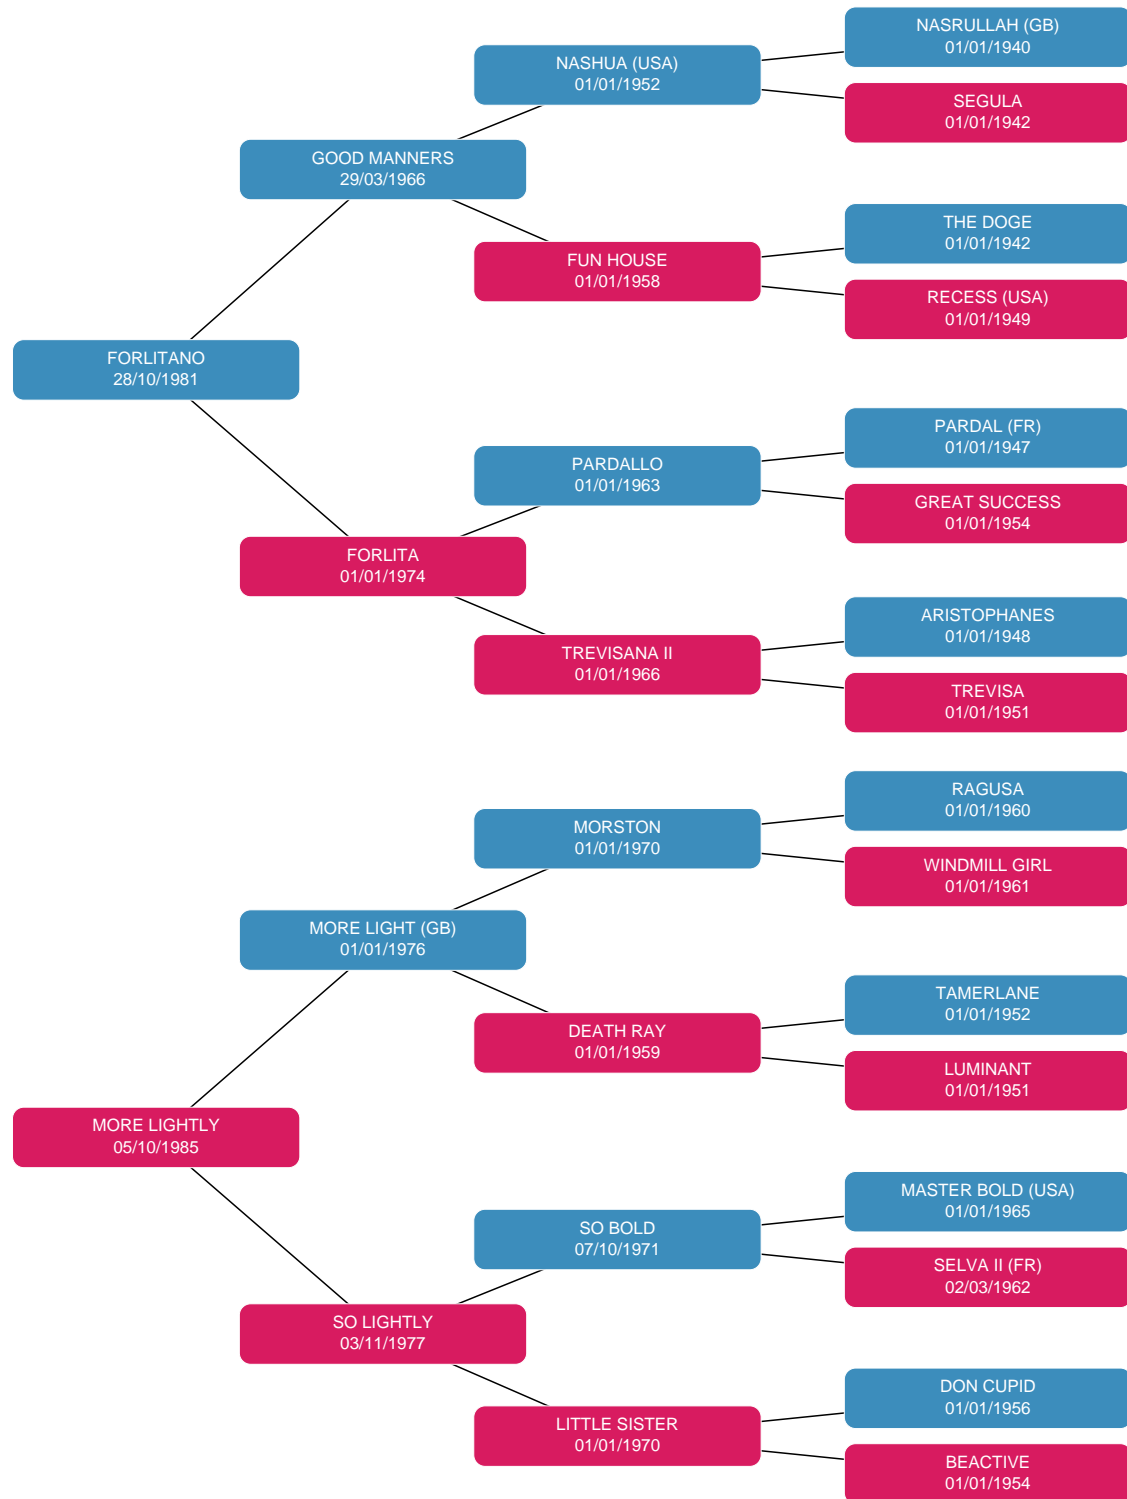 NASRULLAH (GB)
01/01/1940
NASHUA (USA)
01/01/1952
SEGULA
01/01/1942
GOOD MANNERS
29/03/1966
THE DOGE
01/01/1942
FUN HOUSE
01/01/1958
RECESS (USA)
01/01/1949
FORLITANO
28/10/1981
PARDAL (FR)
01/01/1947
PARDALLO
01/01/1963
GREAT SUCCESS
01/01/1954
FORLITA
01/01/1974
ARISTOPHANES
01/01/1948
TREVISANA II
01/01/1966
TREVISA
01/01/1951
RAGUSA
01/01/1960
MORSTON
01/01/1970
WINDMILL GIRL
01/01/1961
MORE LIGHT (GB)
01/01/1976
TAMERLANE
01/01/1952
DEATH RAY
01/01/1959
LUMINANT
01/01/1951
MORE LIGHTLY
05/10/1985
MASTER BOLD (USA)
01/01/1965
SO BOLD
07/10/1971
SELVA II (FR)
02/03/1962
SO LIGHTLY
03/11/1977
DON CUPID
01/01/1956
LITTLE SISTER
01/01/1970
BEACTIVE
01/01/1954